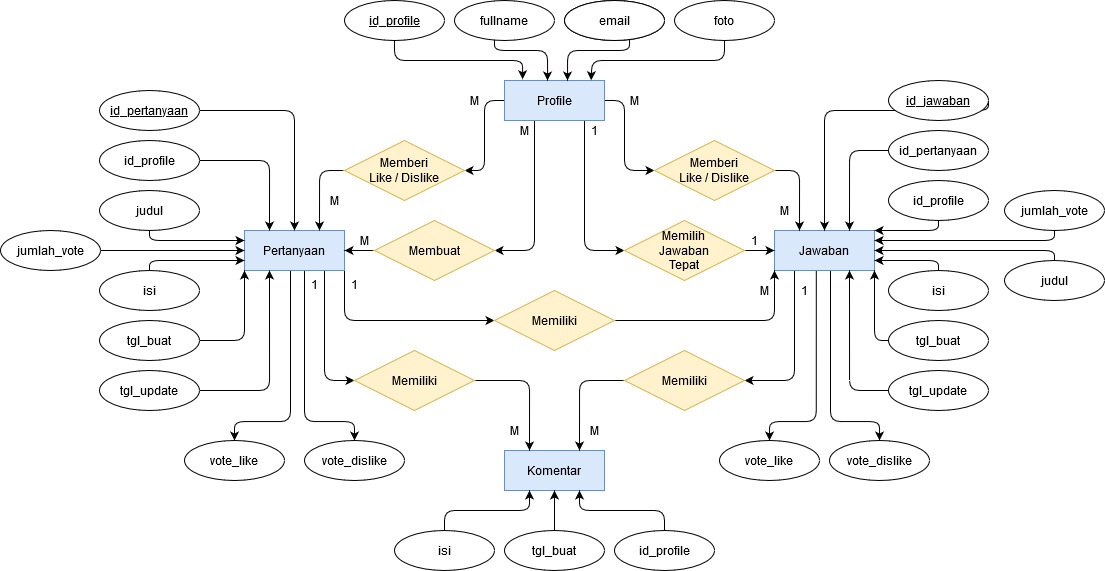 id_profile
fullname
email
foto
Profile
M
M
M
1
id_pertanyaan
id_jawaban
Memberi
Like / Dislike
Memberi
Like / Dislike
id_profile
id_pertanyaan
M
M
judul
id_profile
jumlah_vote
jumlah_vote
Pertanyaan
M
Membuat
Memilih
Jawaban
Tepat
1
Jawaban
judul
isi
1
1
M
1
isi
Memiliki
tgl_buat
tgl_buat
tgl_update
Memiliki
Memiliki
tgl_update
M
M
vote_like
vote_dislike
Komentar
vote_like
vote_dislike
isi
tgl_buat
id_profile